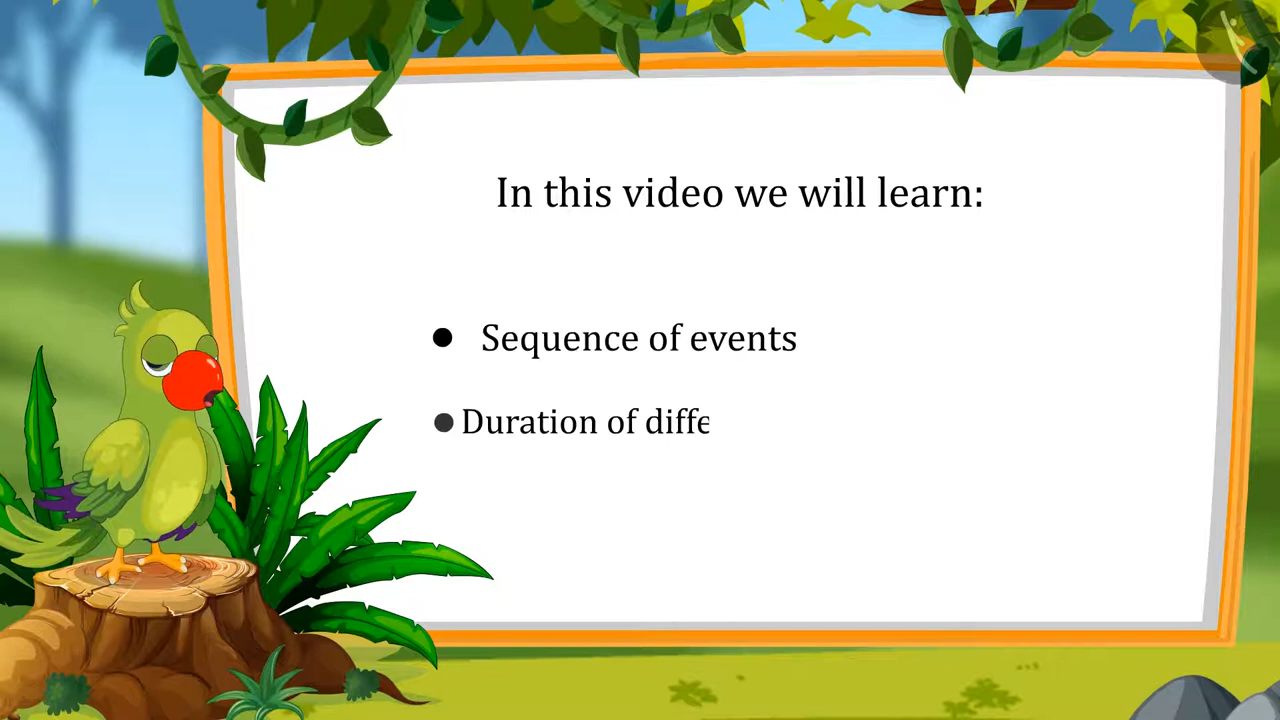 In this video we will learn:
● Sequence of events
● Duration of diffe